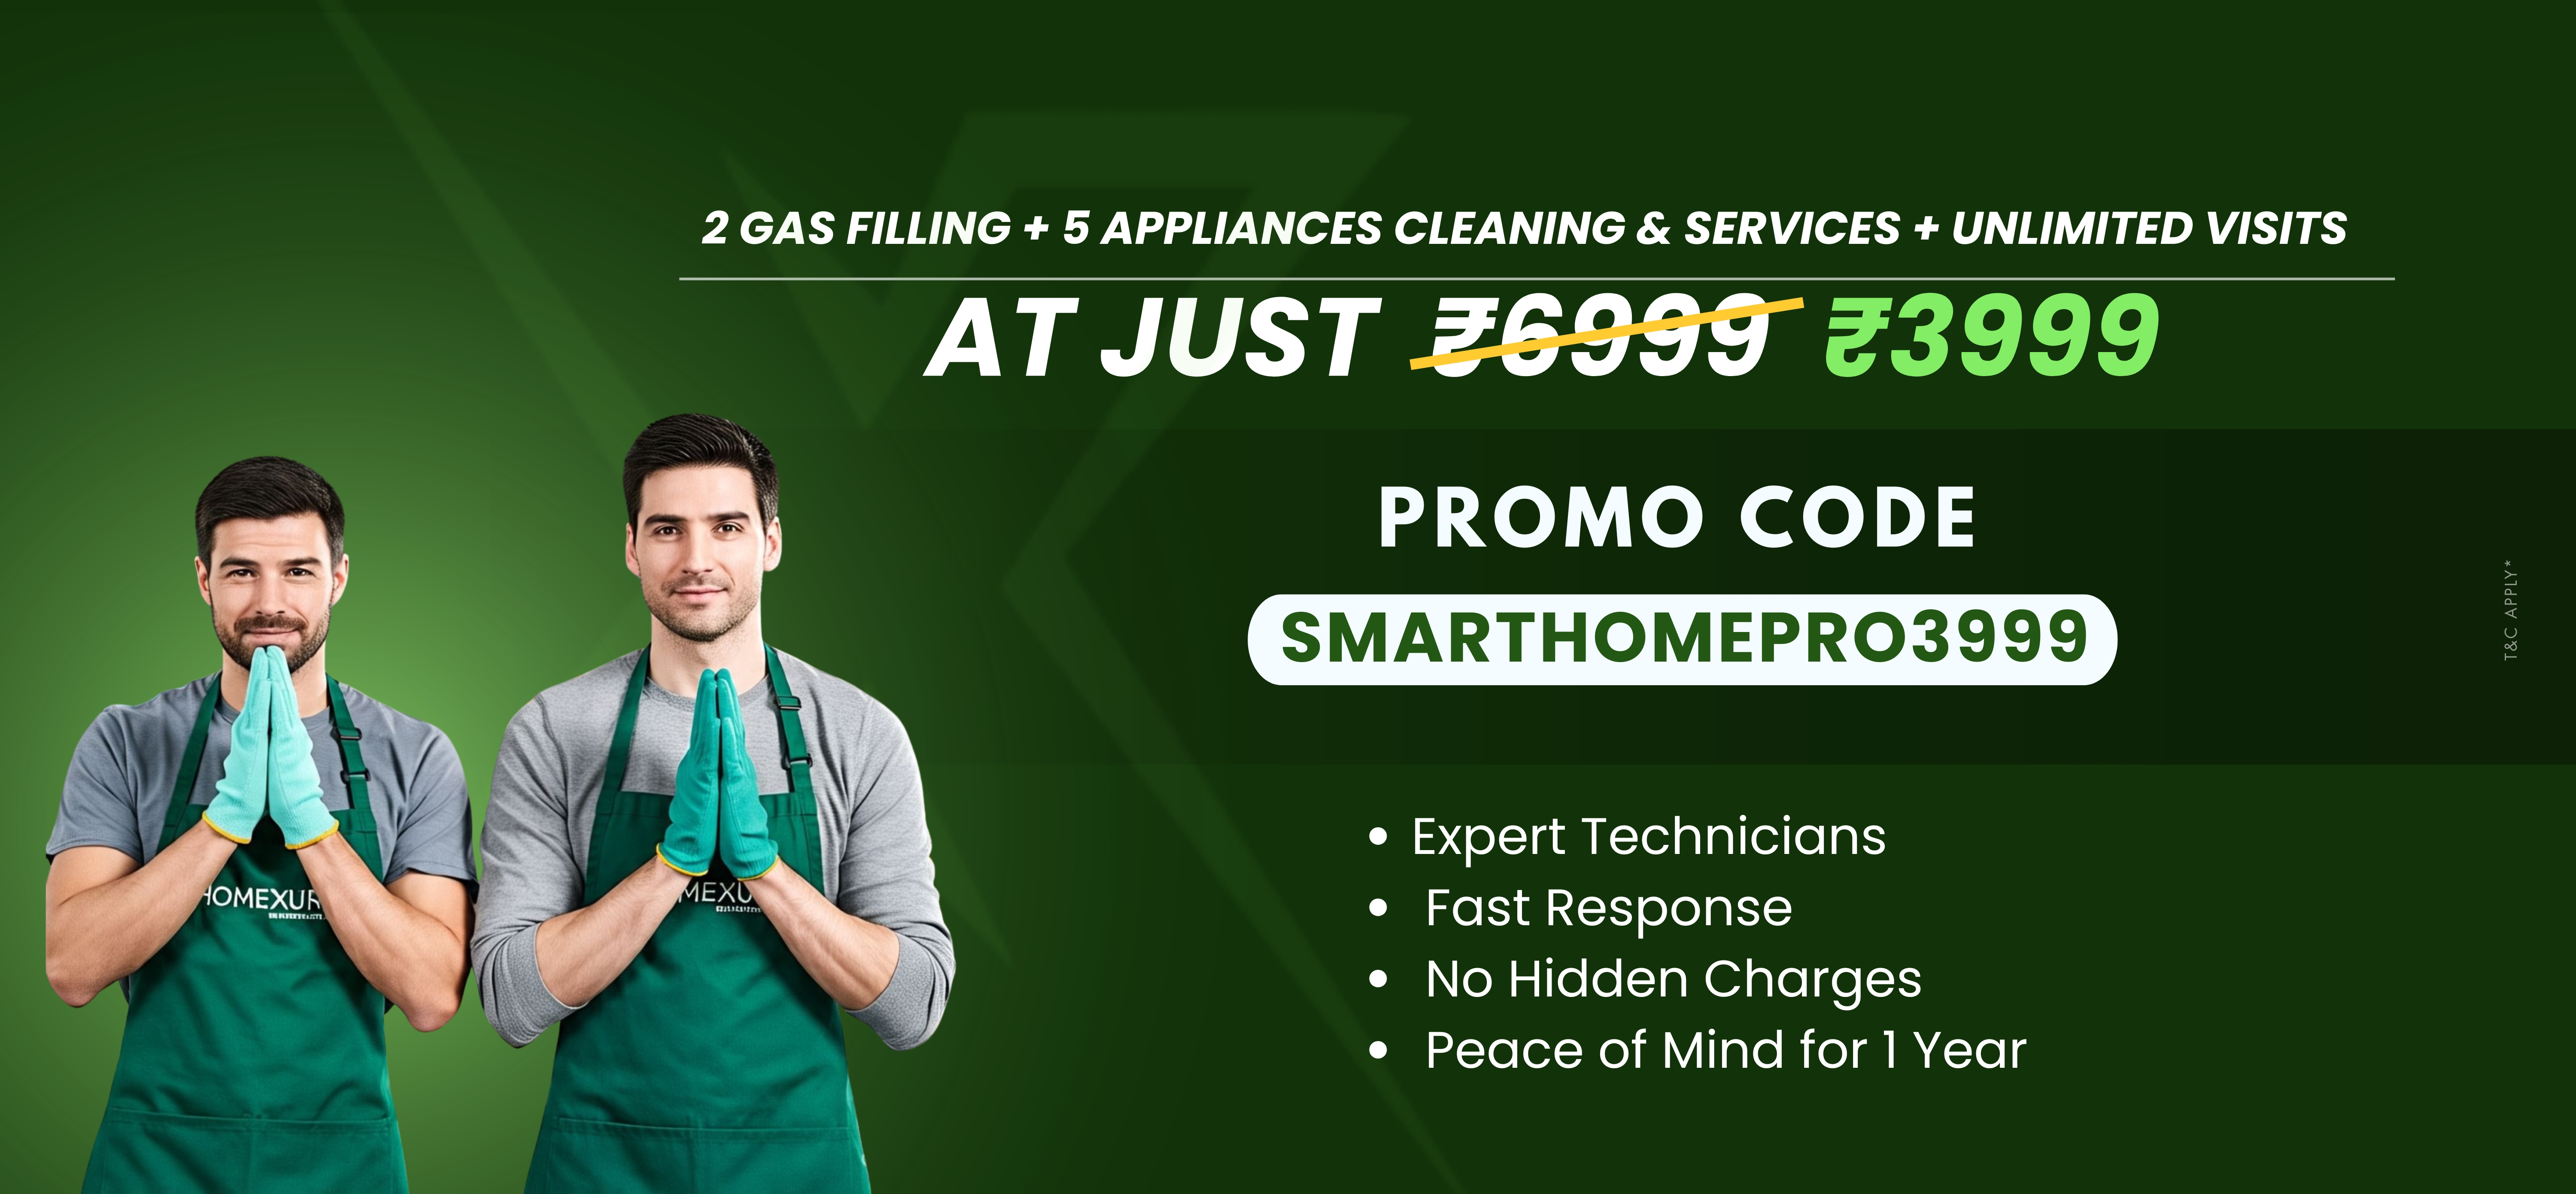 2 GAS FILLING + 5 APPLIANCES CLEANING & SERVICES + UNLIMITED VISITS
AT JUST ₹6999 ₹3999
PROMO CODE
SMARTHOMEPRO3999
T&C APPLY*
• Expert Technicians
• Fast Response
• No Hidden Charges
• Peace of Mind for 1 Year
HOMEXUR
MEXU